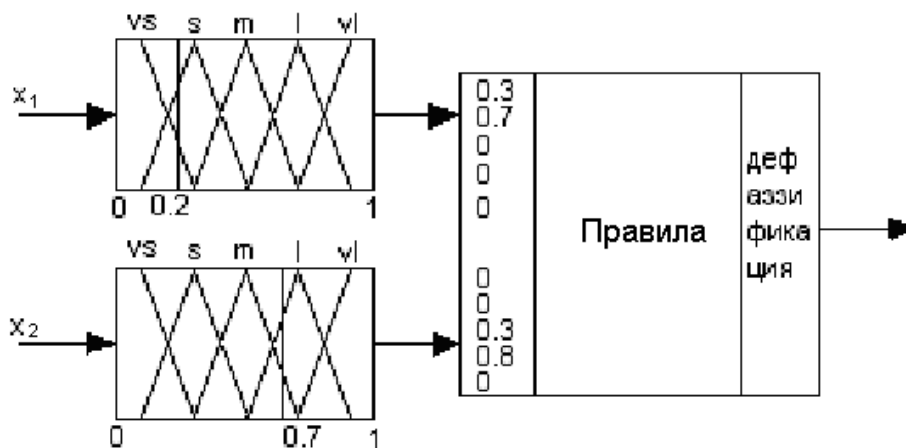 vs s m l vl
x₁
0 0.2 1
vs s m l vl
x₂
0 0.7 1
0.3
0.7
0
0
0
0
0
0.3
0.8
0
Правила
деф
аззи
фика
ция